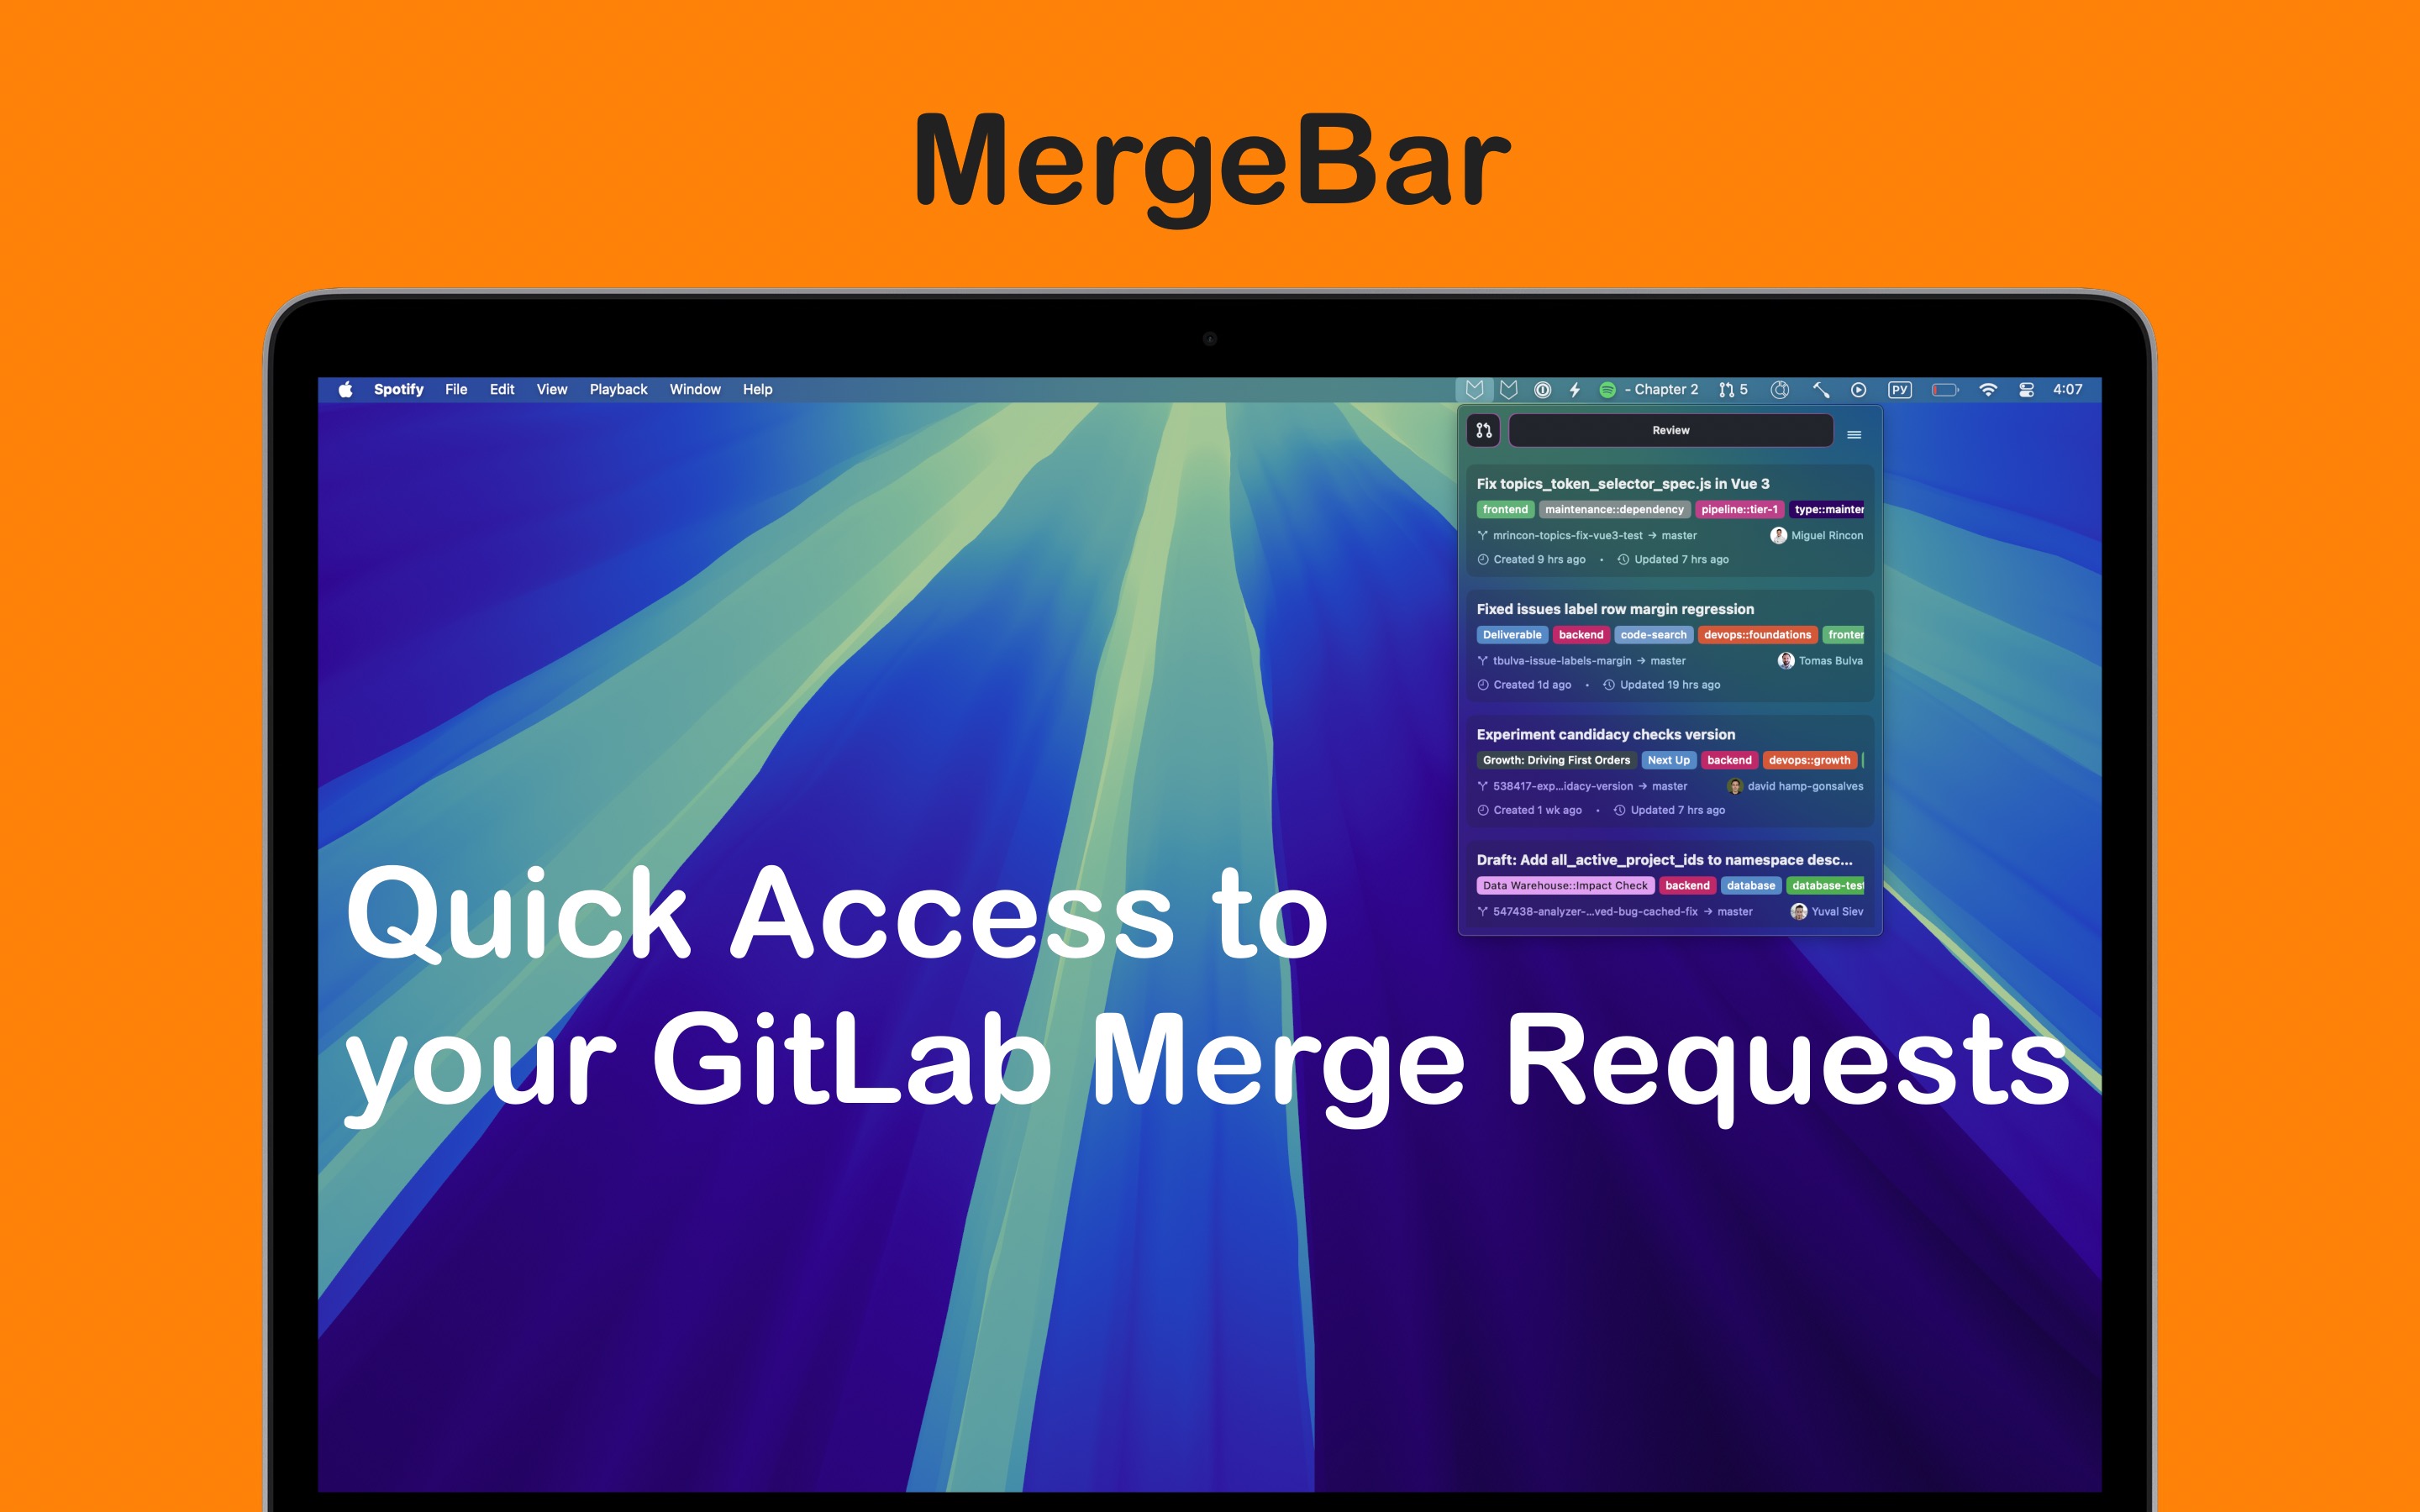 MergeBar
Spotify File Edit View Playback Window Help - Chapter 2 5 РУ 4:07
Review
Fix topics_token_selector_spec.js in Vue 3
frontend maintenance::dependency pipeline::tier-1 type::mainter
mrincon-topics-fix-vue3-test → master Miguel Rincon
Created 9 hrs ago • Updated 7 hrs ago
Fixed issues label row margin regression
Deliverable backend code-search devops::foundations fronter
tbulva-issue-labels-margin → master Tomas Bulva
Created 1d ago • Updated 19 hrs ago
Experiment candidacy checks version
Growth: Driving First Orders Next Up backend devops::growth
538417-exp...idacy-version → master david hamp-gonsalves
Created 1 wk ago • Updated 7 hrs ago
Draft: Add all_active_project_ids to namespace desc...
Data Warehouse::Impact Check backend database database-test
547438-analyzer-...ved-bug-cached-fix → master Yuval Siev
Quick Access to
your GitLab Merge Requests